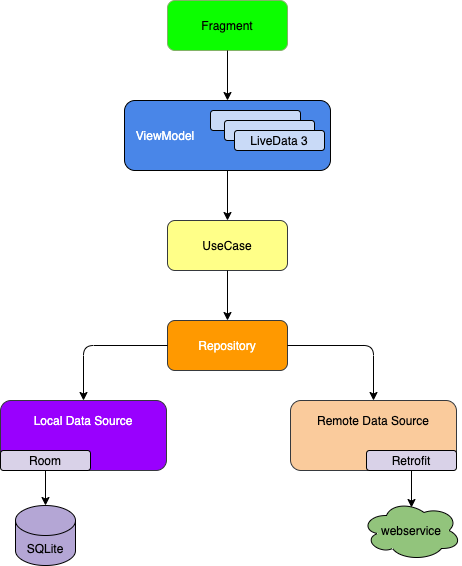 Fragment
ViewModel
LiveData 3
UseCase
Repository
Local Data Source
Remote Data Source
Room
Retrofit
SQLite
webservice